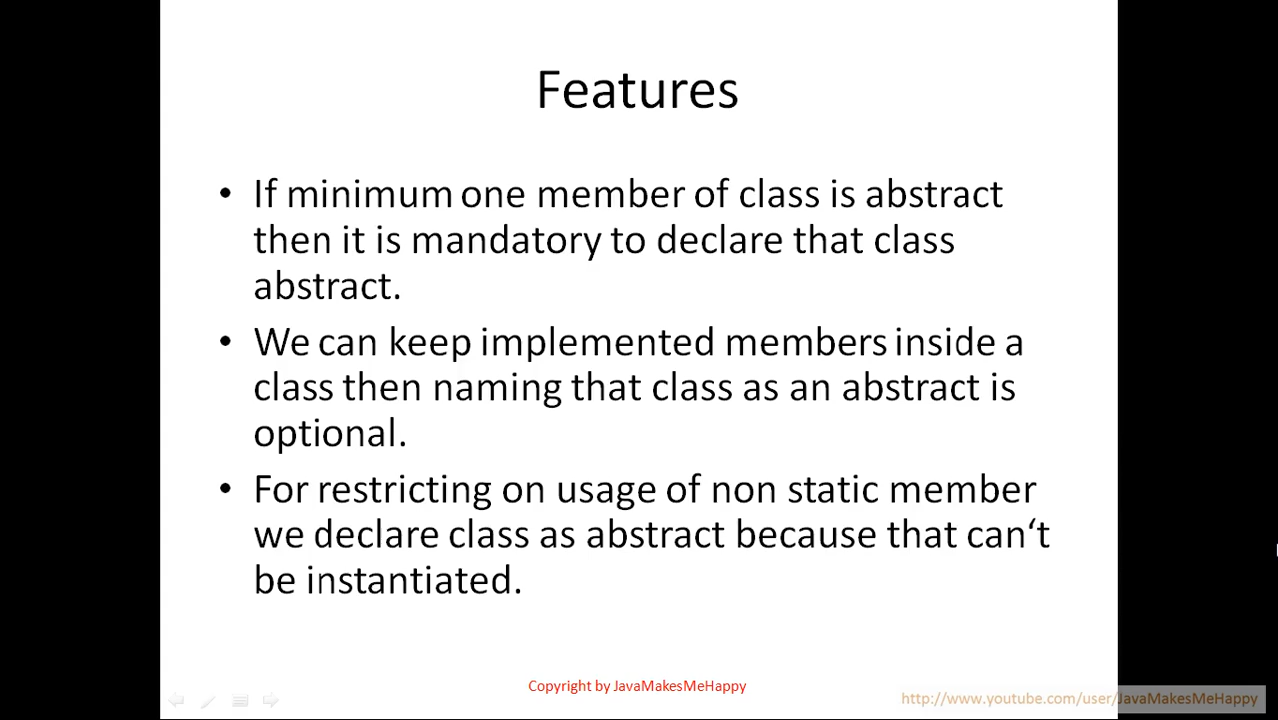 Features
• If minimum one member of class is abstract
then it is mandatory to declare that class
abstract.
• We can keep implemented members inside a
class then naming that class as an abstract is
optional.
• For restricting on usage of non static member
we declare class as abstract because that can‘t
be instantiated.
Copyright by JavaMakesMeHappy
http://www.youtube.com/user/JavaMakesMeHappy